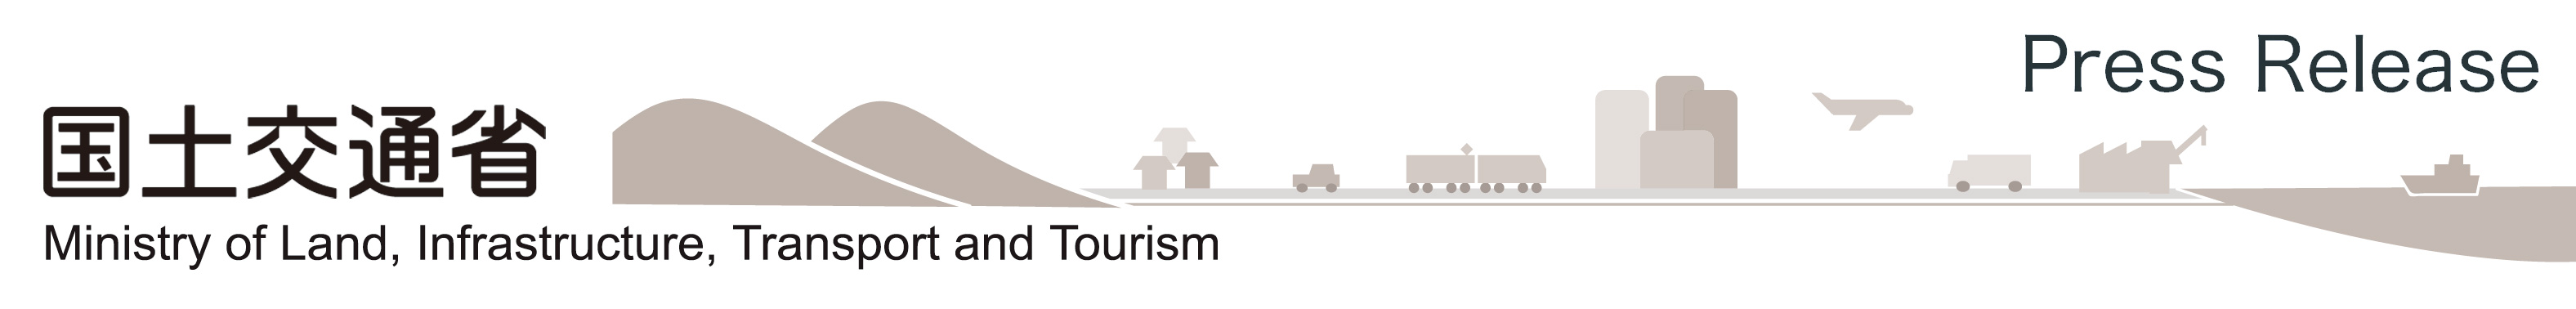 Press Release
国土交通省
Ministry of Land, Infrastructure, Transport and Tourism